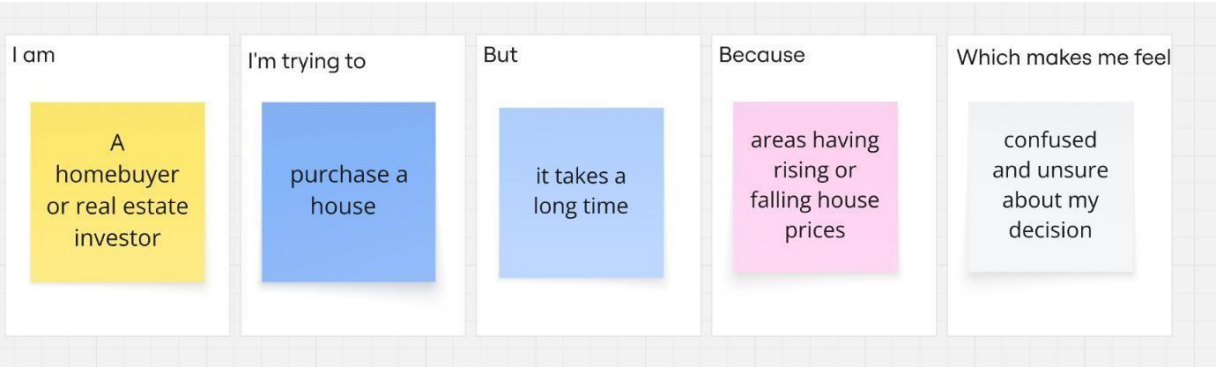 I am
A
homebuyer
or real estate
investor
I'm trying to
purchase a
house
But
it takes a
long time
Because
areas having
rising or
falling house
prices
Which makes me feel
confused
and unsure
about my
decision